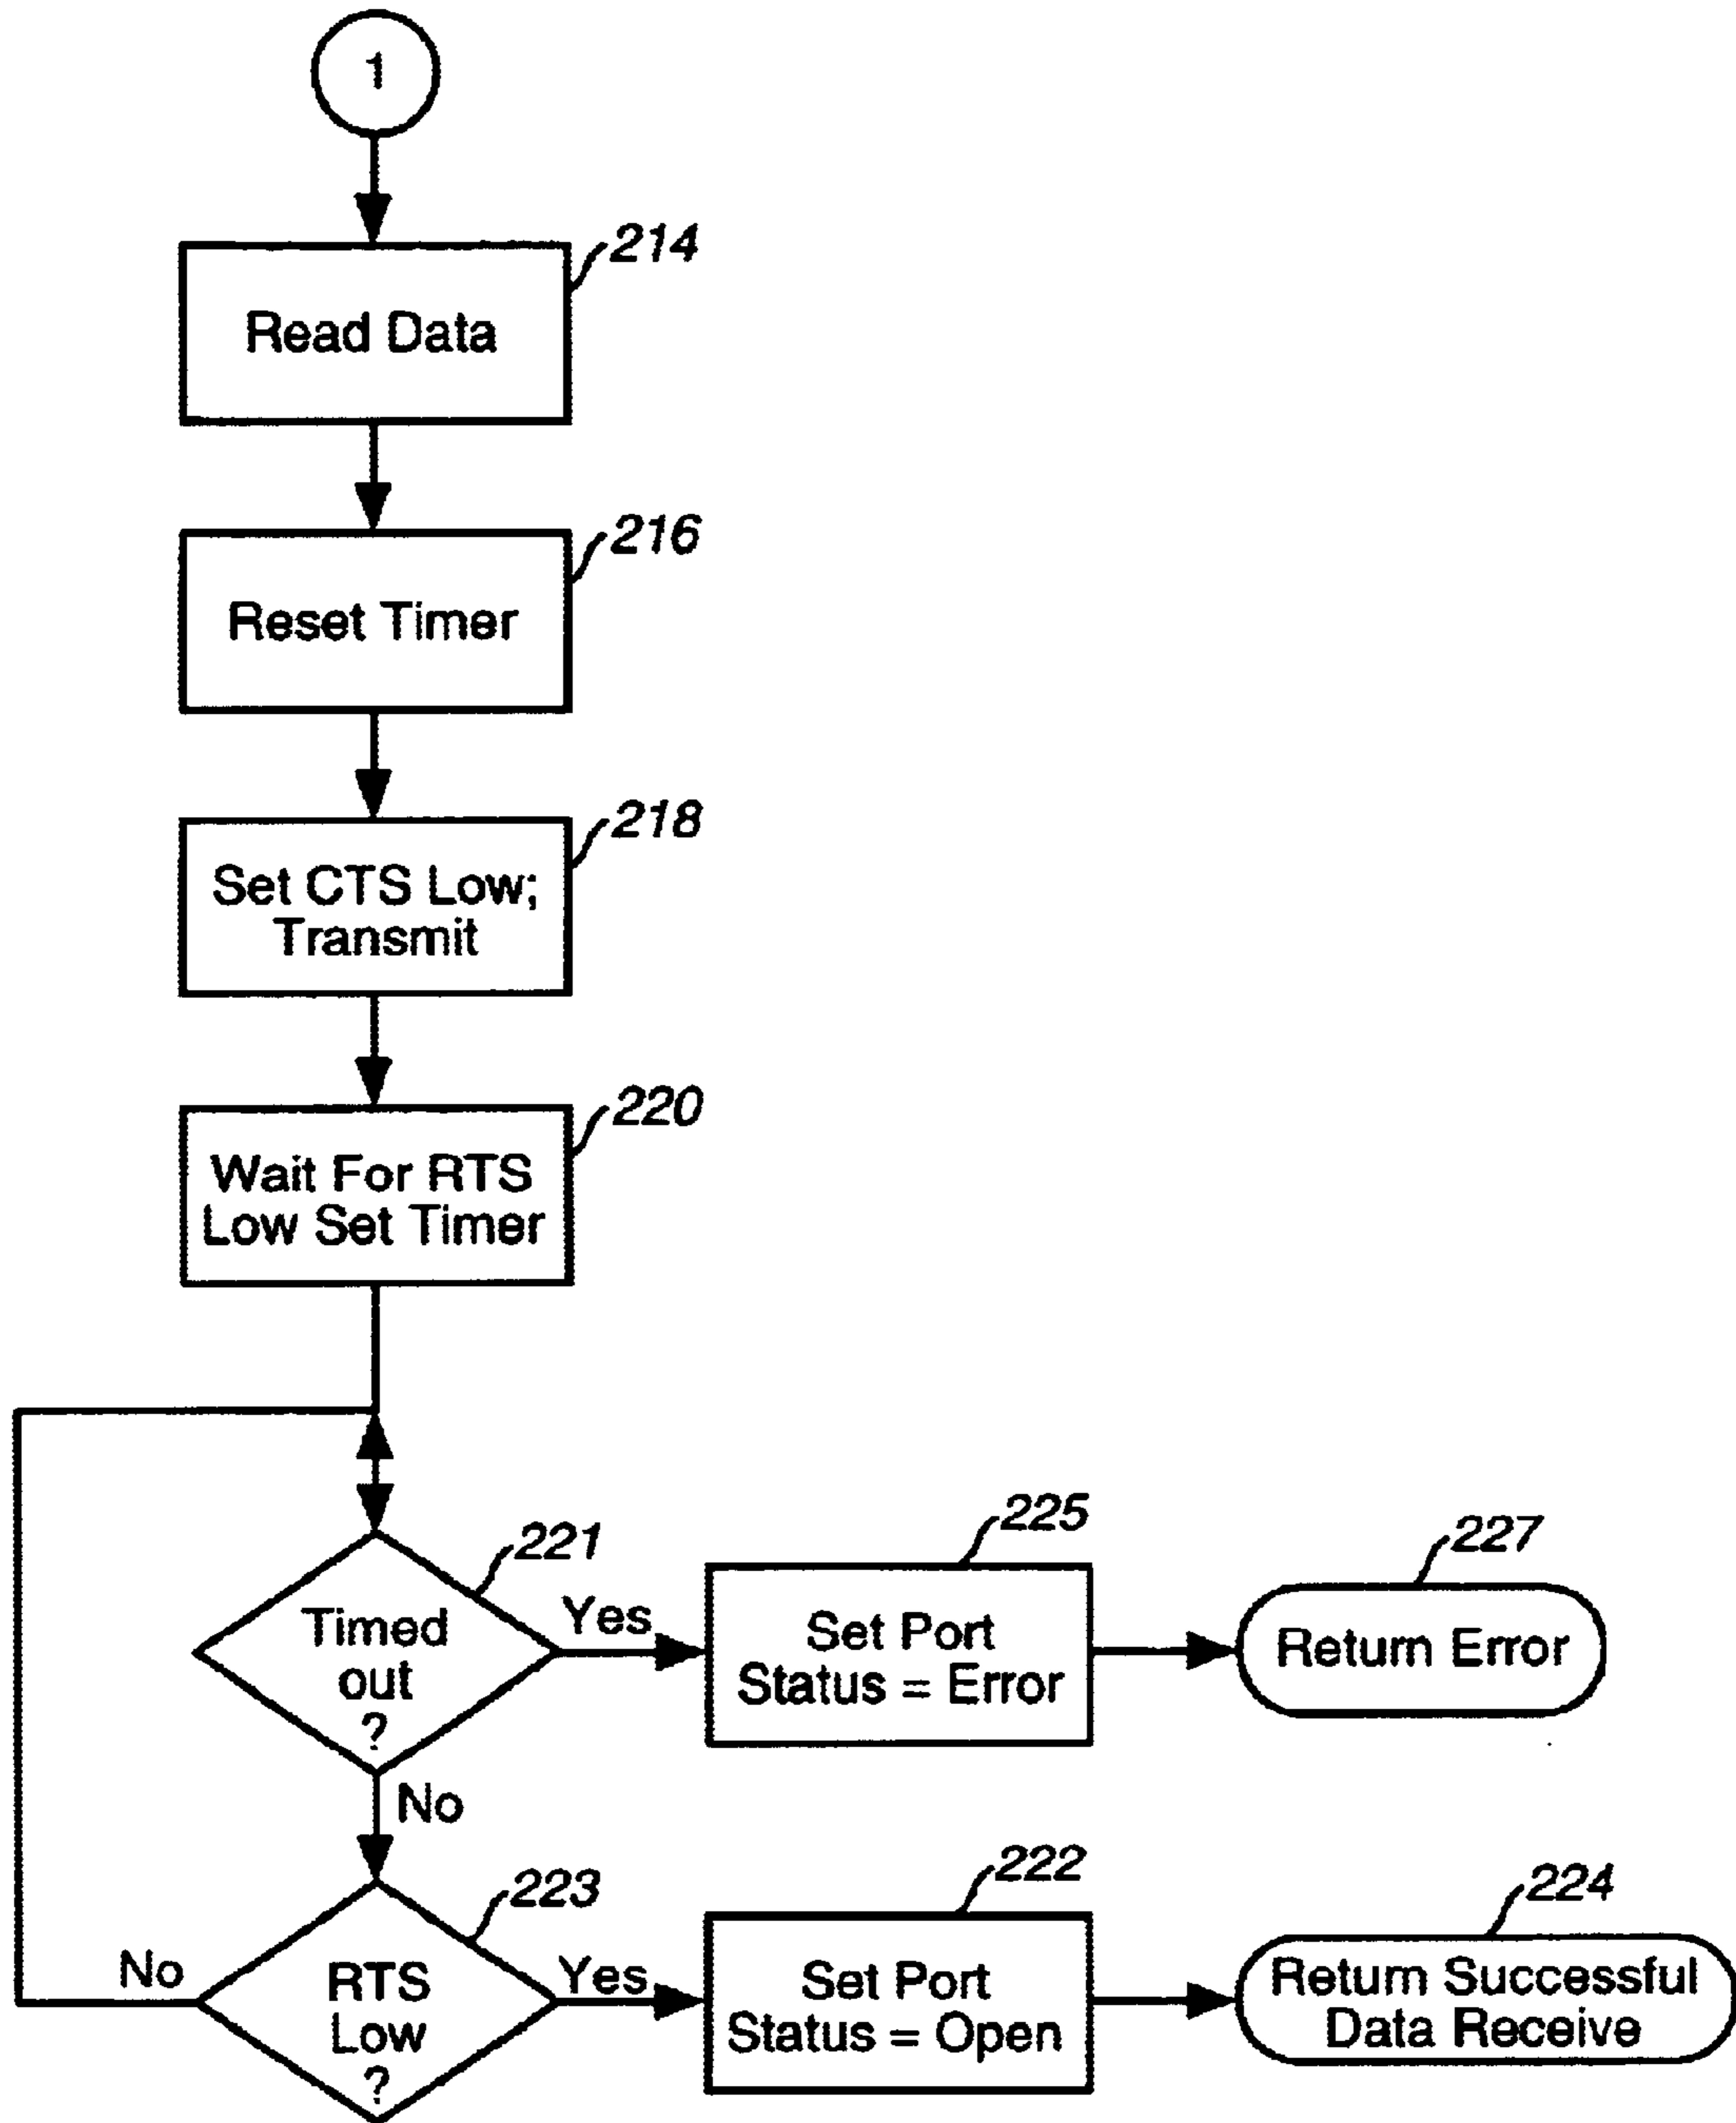 1
214
Read Data
216
Reset Timer
218
Set CTS Low;
Transmit
220
Wait For RTS
Low Set Timer
221
Timed
out
?
Yes
225
Set Port
Status = Error
227
Return Error
No
223
RTS
Low
?
No
Yes
222
Set Port
Status = Open
224
Return Successful
Data Receive